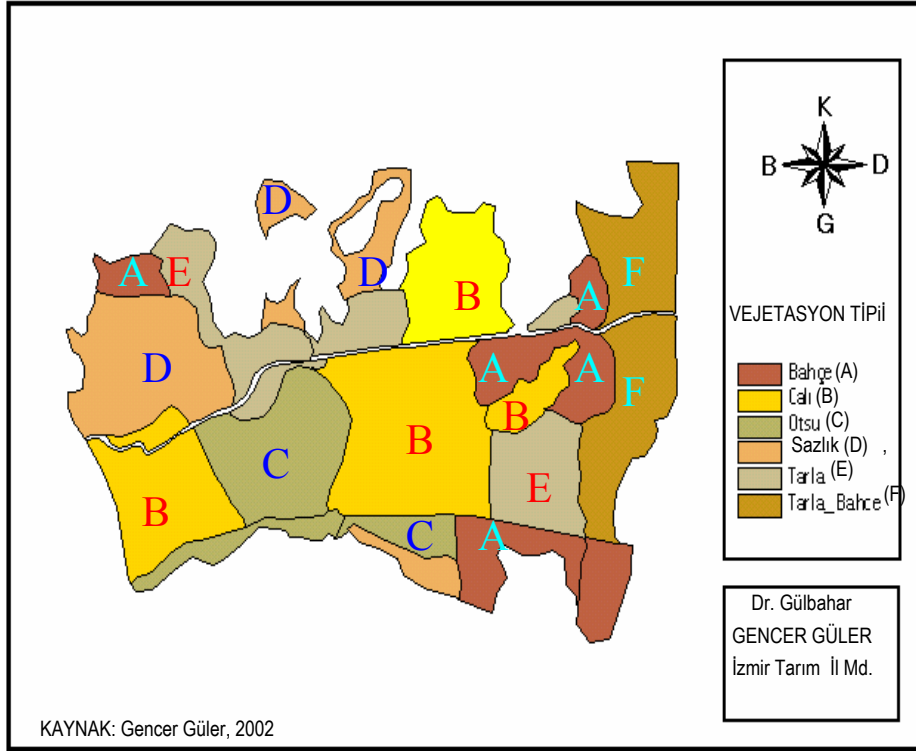 D
D
A
E
B
A
F
D
A
A
F
B
B
C
B
E
C
A
K
B
D
G
VEJETASYON TİPİİ
Bahçe (A)
Calı (B)
Otsu (C)
Sazlık (D) ,
Tarla (E)
Tarla_Bahce (F)
Dr. Gülbahar
GENCER GÜLER
İzmir Tarım İl Md.
KAYNAK: Gencer Güler, 2002